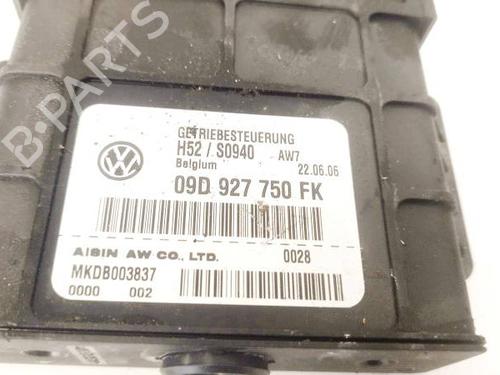 GETRIEBESTEUERUNG
H52 / S0940 AW7
Belgium 22.06.06
09D 927 750 FK
AISIN AW CO., LTD. 0028
MKDB003837
0000 002
B-PARTS